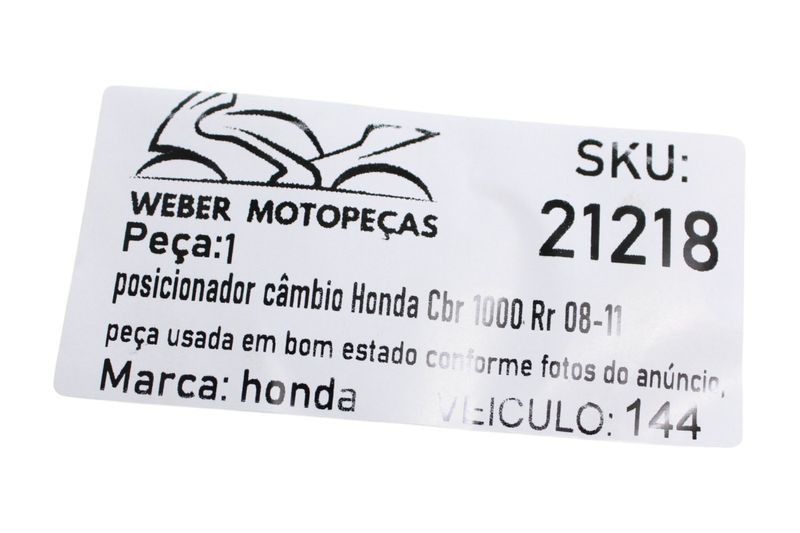 WEBER MOTOPEÇAS
SKU:
21218
Peça:1
posicionador câmbio Honda Cbr 1000 Rr 08-11
peça usada em bom estado conforme fotos do anúncio,
Marca: honda
VEICULO: 144